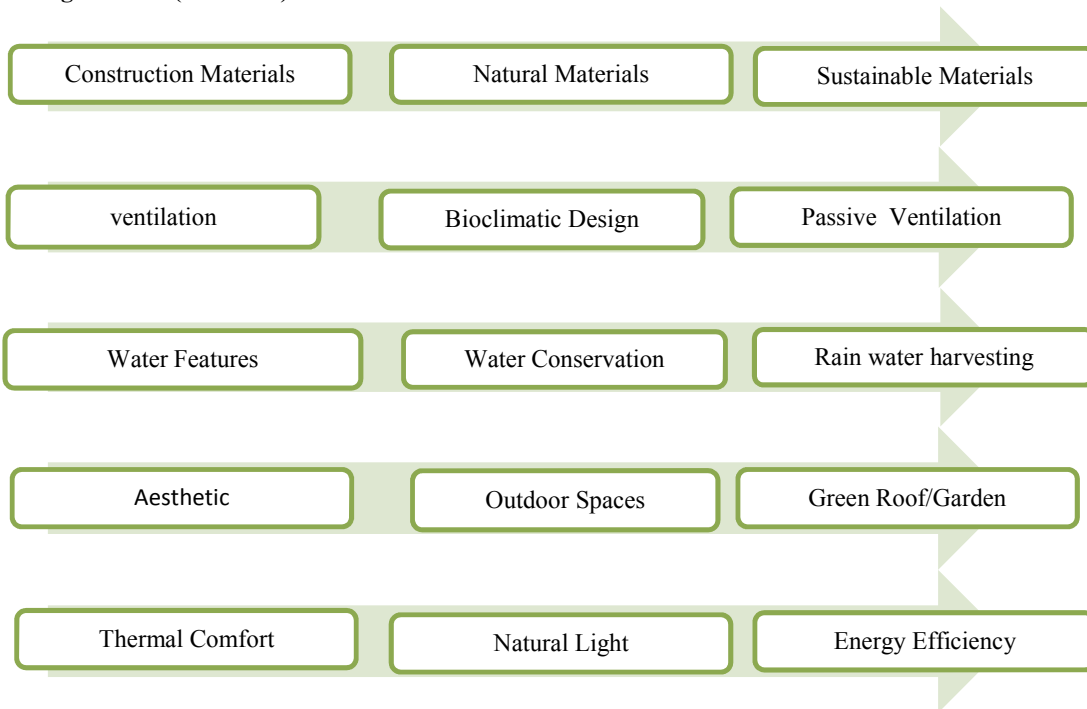 Construction Materials
Natural Materials
Sustainable Materials
ventilation
Bioclimatic Design
Passive Ventilation
Water Features
Water Conservation
Rain water harvesting
Aesthetic
Outdoor Spaces
Green Roof/Garden
Thermal Comfort
Natural Light
Energy Efficiency